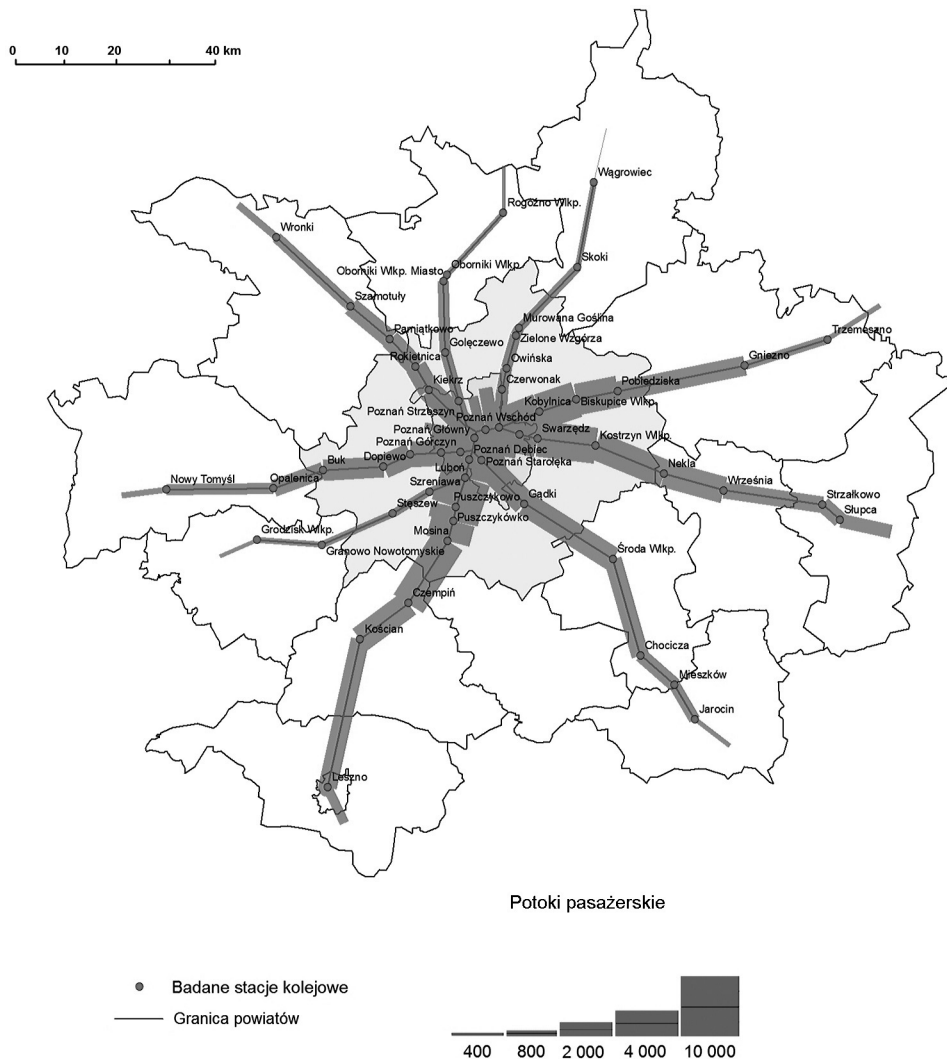 0 10 20 40 km
Wągrowiec
Rogoźno Wlkp.
Wronki
Skoki
Oborniki Wlkp.
Oborniki Wlkp. Miasto
Szamotuły
Murowana Goślina
Zielone Wzgórza
Pamiątkowo
Trzemeszno
Golęczewo
Rokietnica
Owińska
Gniezno
Kiekrz
Czerwonak
Pobiedziska
Kobylnica
Biskupice Wlkp.
Poznań Strzeszyn
Poznań Wschód
Poznań Główny
Swarzędz
Kostrzyn Wlkp.
Poznań Górczyn
Poznań Dębiec
Dopiewo
Poznań Starołęka
Buk
Luboń
Nekla
Nowy Tomyśl
Opalenica
Szreniawa
Września
Puszczykowo
Gądki
Stęszew
Strzałkowo
Słupca
Puszczykówko
Grodzisk Wlkp.
Mosina
Granowo Nowotomyskie
Środa Wlkp.
Czempiń
Kościan
Chocicza
Mieszków
Jarocin
Leszno
Potoki pasażerskie
Badane stacje kolejowe
Granica powiatów
400 800 2 000 4 000 10 000